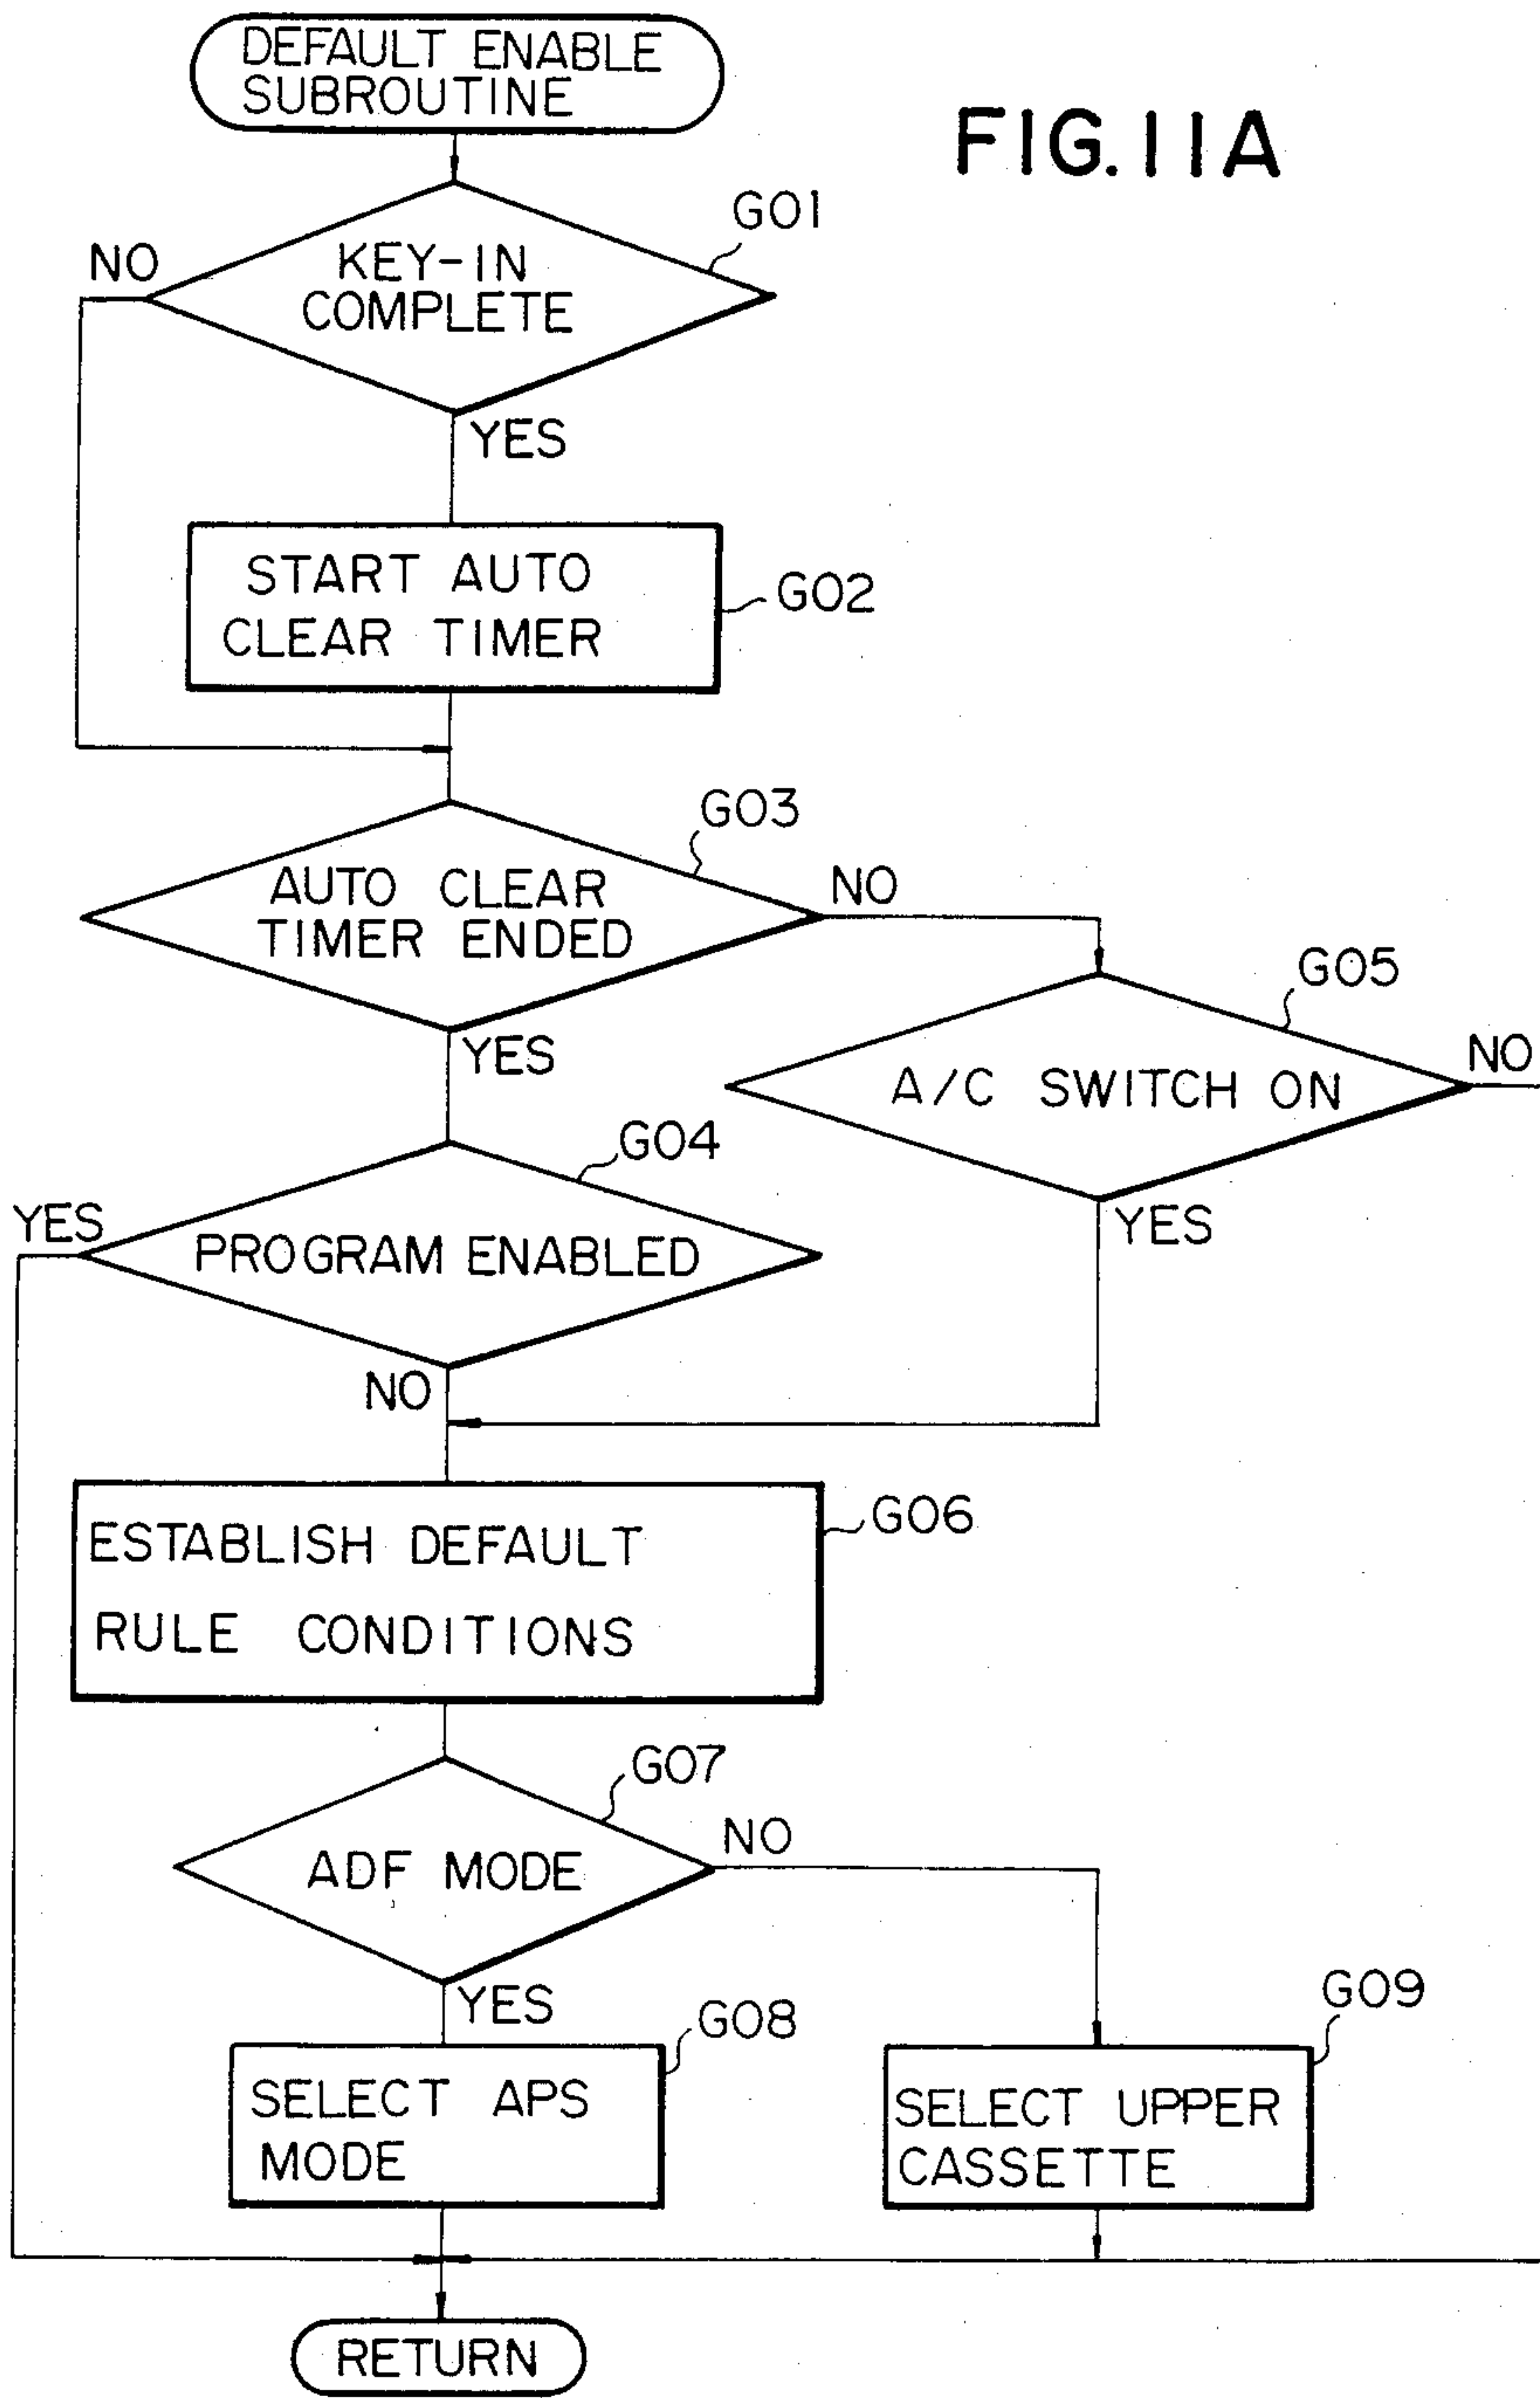 DEFAULT ENABLE
SUBROUTINE
FIG. 11A
G01
NO
KEY-IN
COMPLETE
YES
START AUTO
CLEAR TIMER
G02
G03
AUTO CLEAR
TIMER ENDED
NO
YES
G05
A/C SWITCH ON
NO
YES
G04
YES
PROGRAM ENABLED
NO
G06
ESTABLISH DEFAULT
RULE CONDITIONS
G07
ADF MODE
NO
YES
G08
SELECT APS
MODE
G09
SELECT UPPER
CASSETTE
RETURN